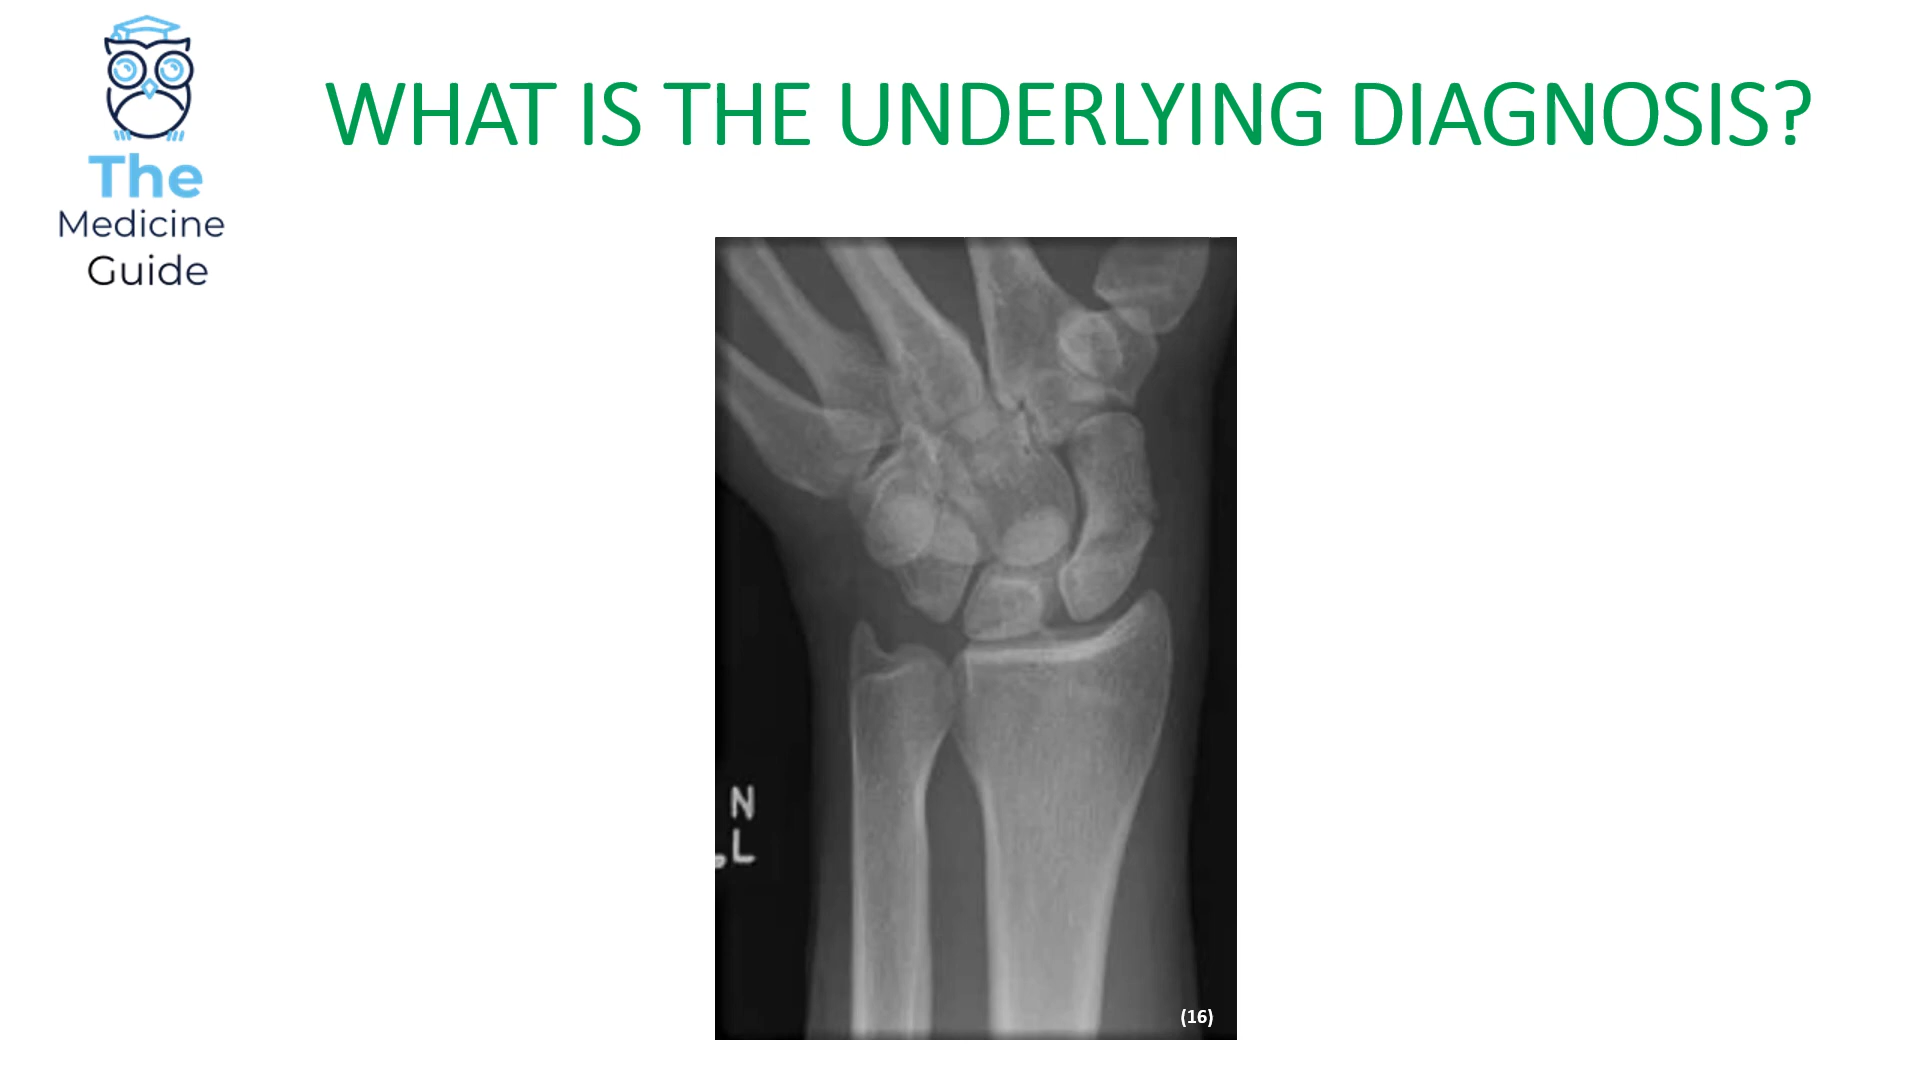 The
Medicine
Guide
WHAT IS THE UNDERLYING DIAGNOSIS?
N
L
(16)